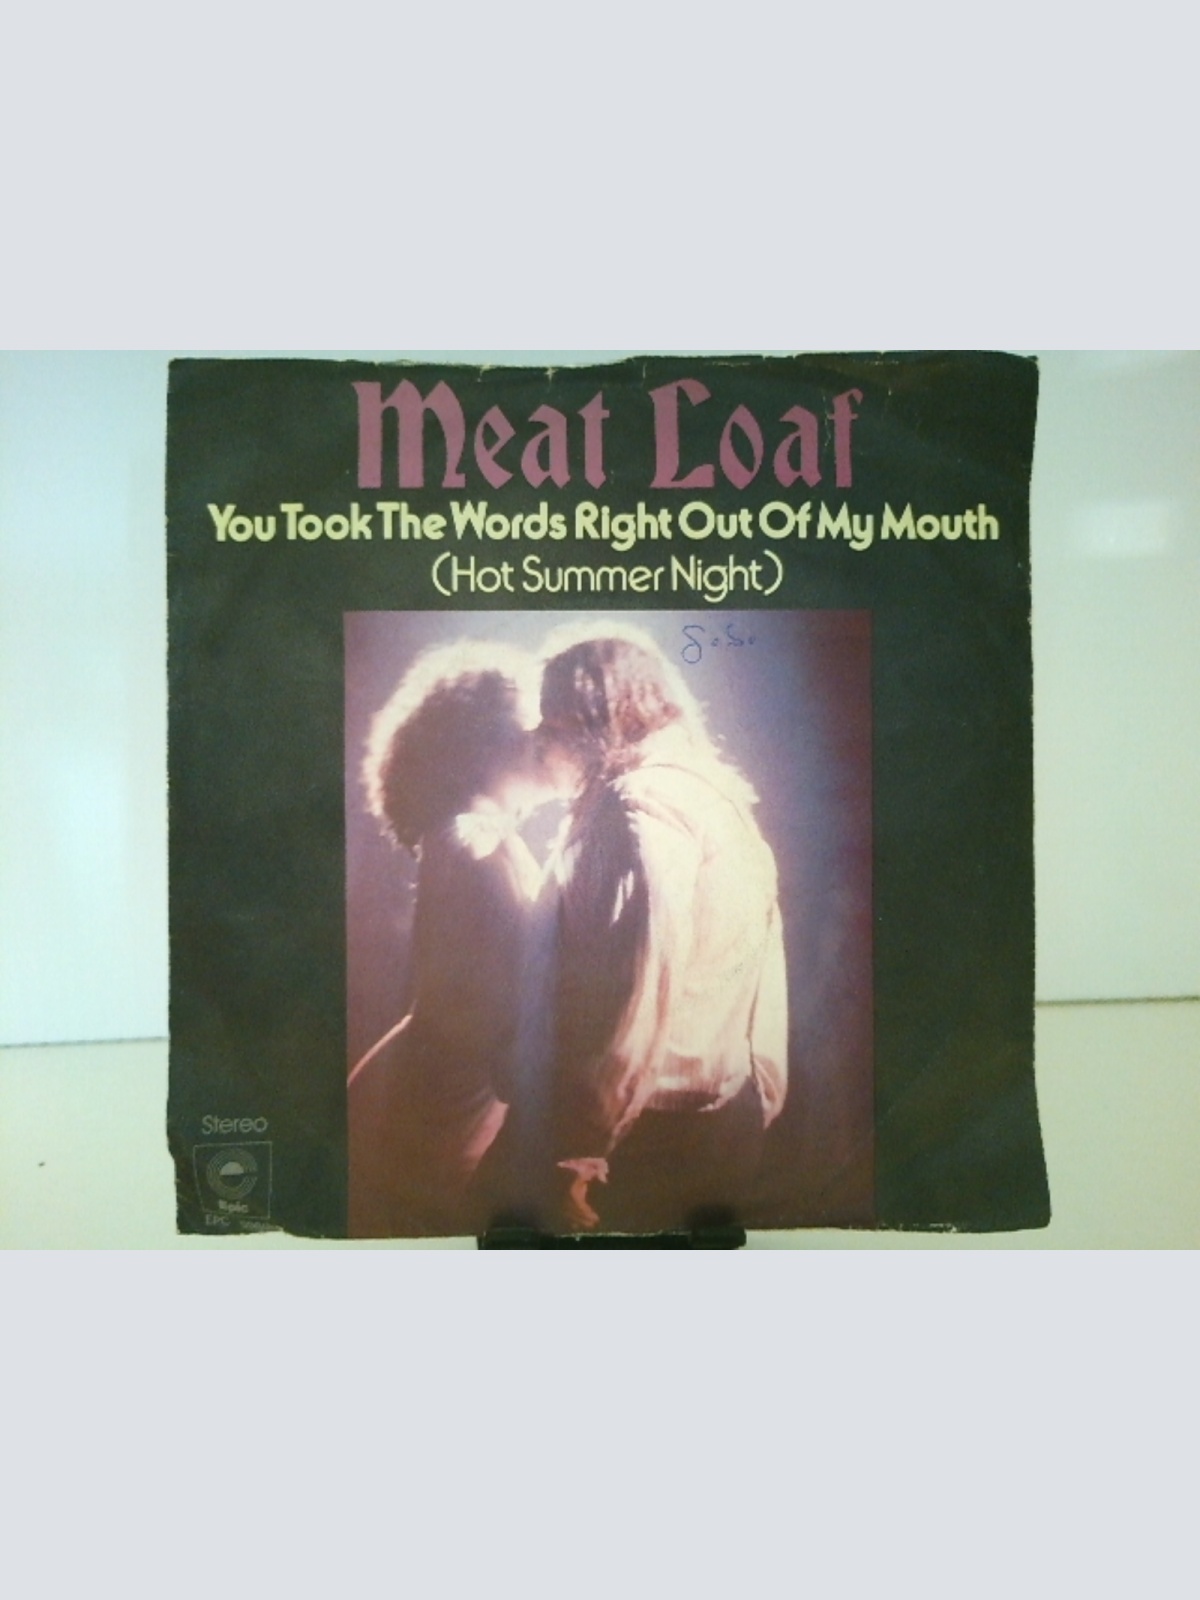 Meat Loaf
You Took The Words Right Out Of My Mouth
(Hot Summer Night)
Stereo
Epic
EPC